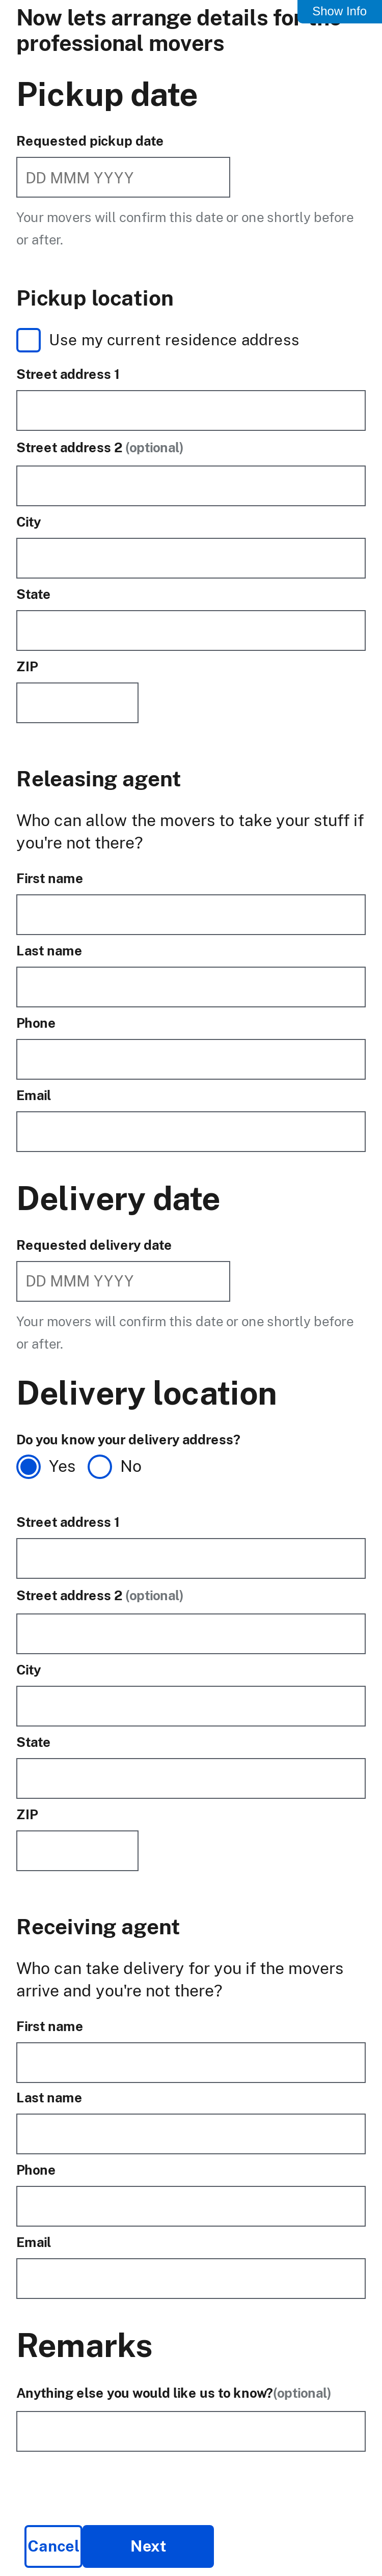 Show Info
Now lets arrange details for the
professional movers
Pickup date
Requested pickup date
DD MMM YYYY
Your movers will confirm this date or one shortly before
or after.
Pickup location
Use my current residence address
Street address 1
Street address 2 (optional)
City
State
ZIP
Releasing agent
Who can allow the movers to take your stuff if
you're not there?
First name
Last name
Phone
Email
Delivery date
Requested delivery date
DD MMM YYYY
Your movers will confirm this date or one shortly before
or after.
Delivery location
Do you know your delivery address?
Yes No
Street address 1
Street address 2 (optional)
City
State
ZIP
Receiving agent
Who can take delivery for you if the movers
arrive and you're not there?
First name
Last name
Phone
Email
Remarks
Anything else you would like us to know?(optional)
Cancel Next